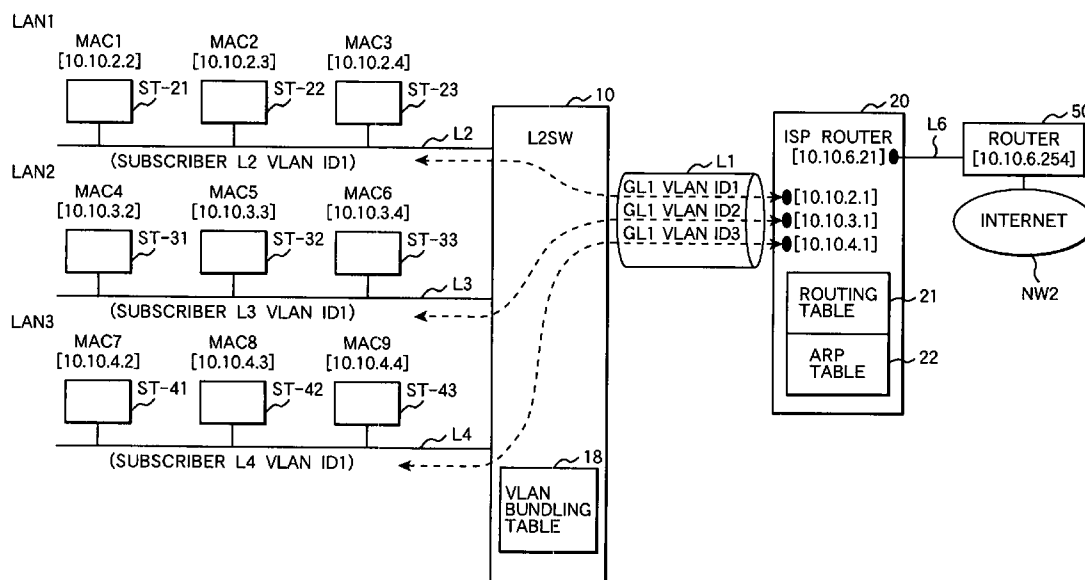 LAN1
MAC1 MAC2 MAC3
[10.10.2.2] [10.10.2.3] [10.10.2.4]
ST-21 ST-22 ST-23
L2
(SUBSCRIBER L2 VLAN ID1)
LAN2
MAC4 MAC5 MAC6
[10.10.3.2] [10.10.3.3] [10.10.3.4]
ST-31 ST-32 ST-33
L3
(SUBSCRIBER L3 VLAN ID1)
LAN3
MAC7 MAC8 MAC9
[10.10.4.2] [10.10.4.3] [10.10.4.4]
ST-41 ST-42 ST-43
L4
(SUBSCRIBER L4 VLAN ID1)
10
L2SW
18
VLAN
BUNDLING
TABLE
L1
GL1 VLAN ID1
GL1 VLAN ID2
GL1 VLAN ID3
20
ISP ROUTER
[10.10.6.21]
[10.10.2.1]
[10.10.3.1]
[10.10.4.1]
ROUTING
TABLE
21
ARP
TABLE
22
L6
50
ROUTER
[10.10.6.254]
INTERNET
NW2